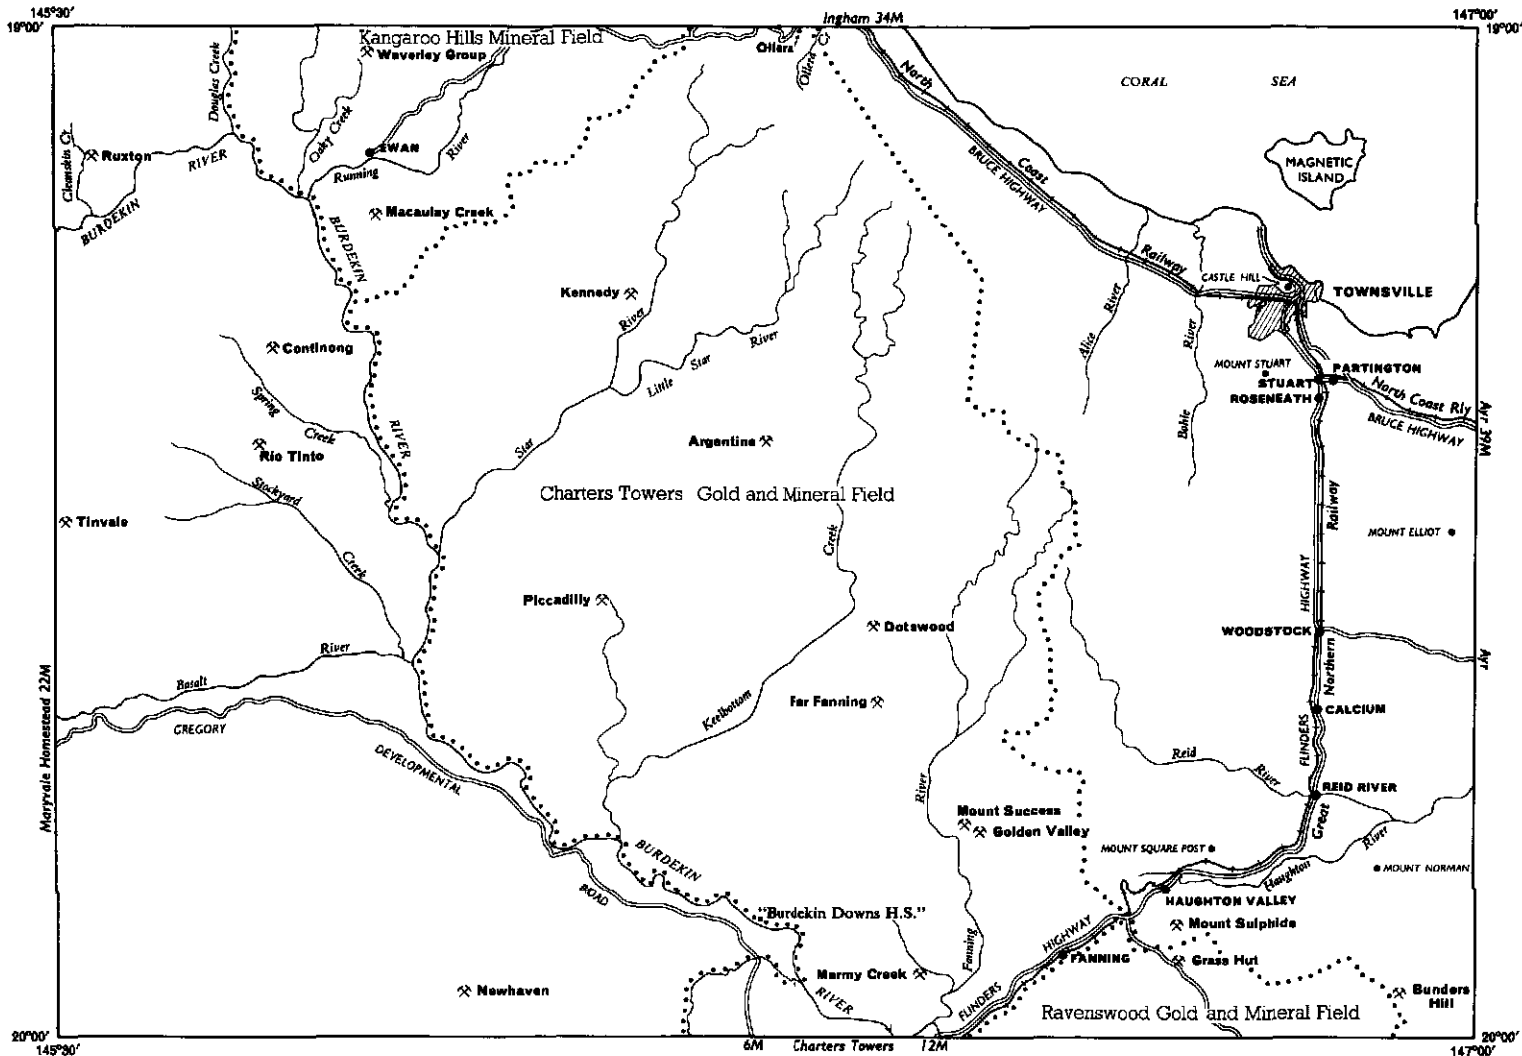 145°30'
Ingham 34M
147°00'
19°00'
19°00'
Kangaroo Hills Mineral Field
Waverley Group
Ollera
Ollera
Douglas Creek
North
CORAL SEA
Oaky Creek
Cleanskin Ck
Ruxton
RIVER
EWAN
River
Running
BRUCE HIGHWAY
Coast
MAGNETIC
ISLAND
BURDEKIN
Macaulay Creek
BURDEKIN
Railway
CASTLE HILL
TOWNSVILLE
Kennedy
River
River
Alice
River
Bohle
Continong
Little Star River
MOUNT STUART
PARTINGTON
STUART
ROSENEATH
North Coast Rly
BRUCE HIGHWAY
Ayr 39M
Spring
Creek
RIVER
Rio Tinto
Star
Argentine
Stockyard
Creek
Charters Towers Gold and Mineral Field
Tinvale
Creek
Railway
MOUNT ELLIOT
HIGHWAY
Piccadilly
Dotswood
WOODSTOCK
Ayr
River
Basalt
Northern
Maryvale Homestead 22M
Keelbottom
Far Fanning
CALCIUM
GREGORY
DEVELOPMENTAL
FLINDERS
Reid
River
River
REID RIVER
Great
Mount Success
Golden Valley
River
MOUNT SQUARE POST
BURDEKIN
MOUNT NORMAN
Haughton
ROAD
HAUGHTON VALLEY
"Burdekin Downs H.S."
HIGHWAY
Mount Sulphide
Fanning
FANNING
Grass Hut
Marmy Creek
Newhaven
RIVER
FLINDERS
Bunders
Hill
Ravenswood Gold and Mineral Field
20°00'
20°00'
145°30'
6M
Charters Towers
12M
147°00'